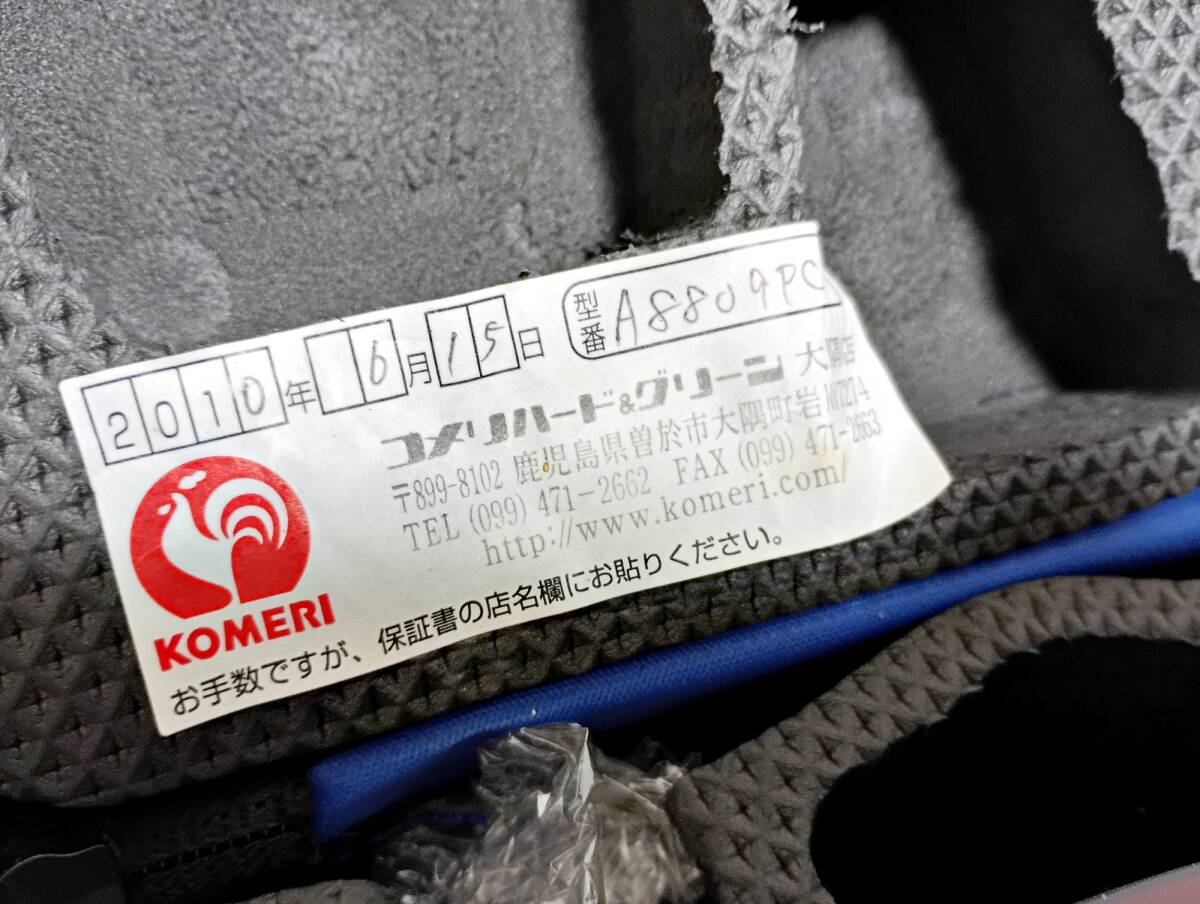 2010年 6月15日 型番 A8809PC
コメリハード&グリーン 大隅店
〒899-8102 鹿児島県曽於市大隅町岩川7274
TEL (099) 471-2662 FAX (099) 471-2663
http://www.komeri.com/
KOMERI
お手数ですが、保証書の店名欄にお貼りください。